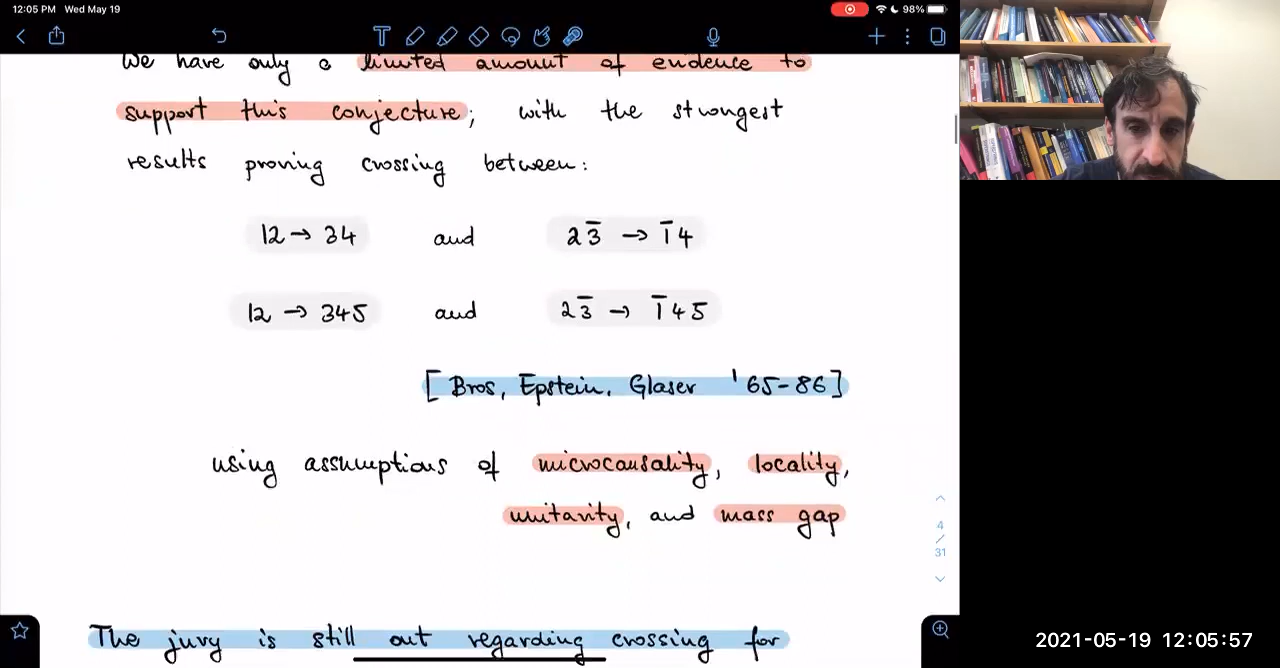 12:05 PM Wed May 19
98%
We have only a limited amount of evidence to
support this conjecture; with the strongest
results proving crossing between:
12 → 34 and 23̄ → 1̄4
12 → 345 and 23̄ → 1̄45
[Bros, Epstein, Glaser '65-86]
using assumptions of microcausality, locality,
unitarity, and mass gap
4
/
31
The jury is still out regarding crossing for
2021-05-19 12:05:57